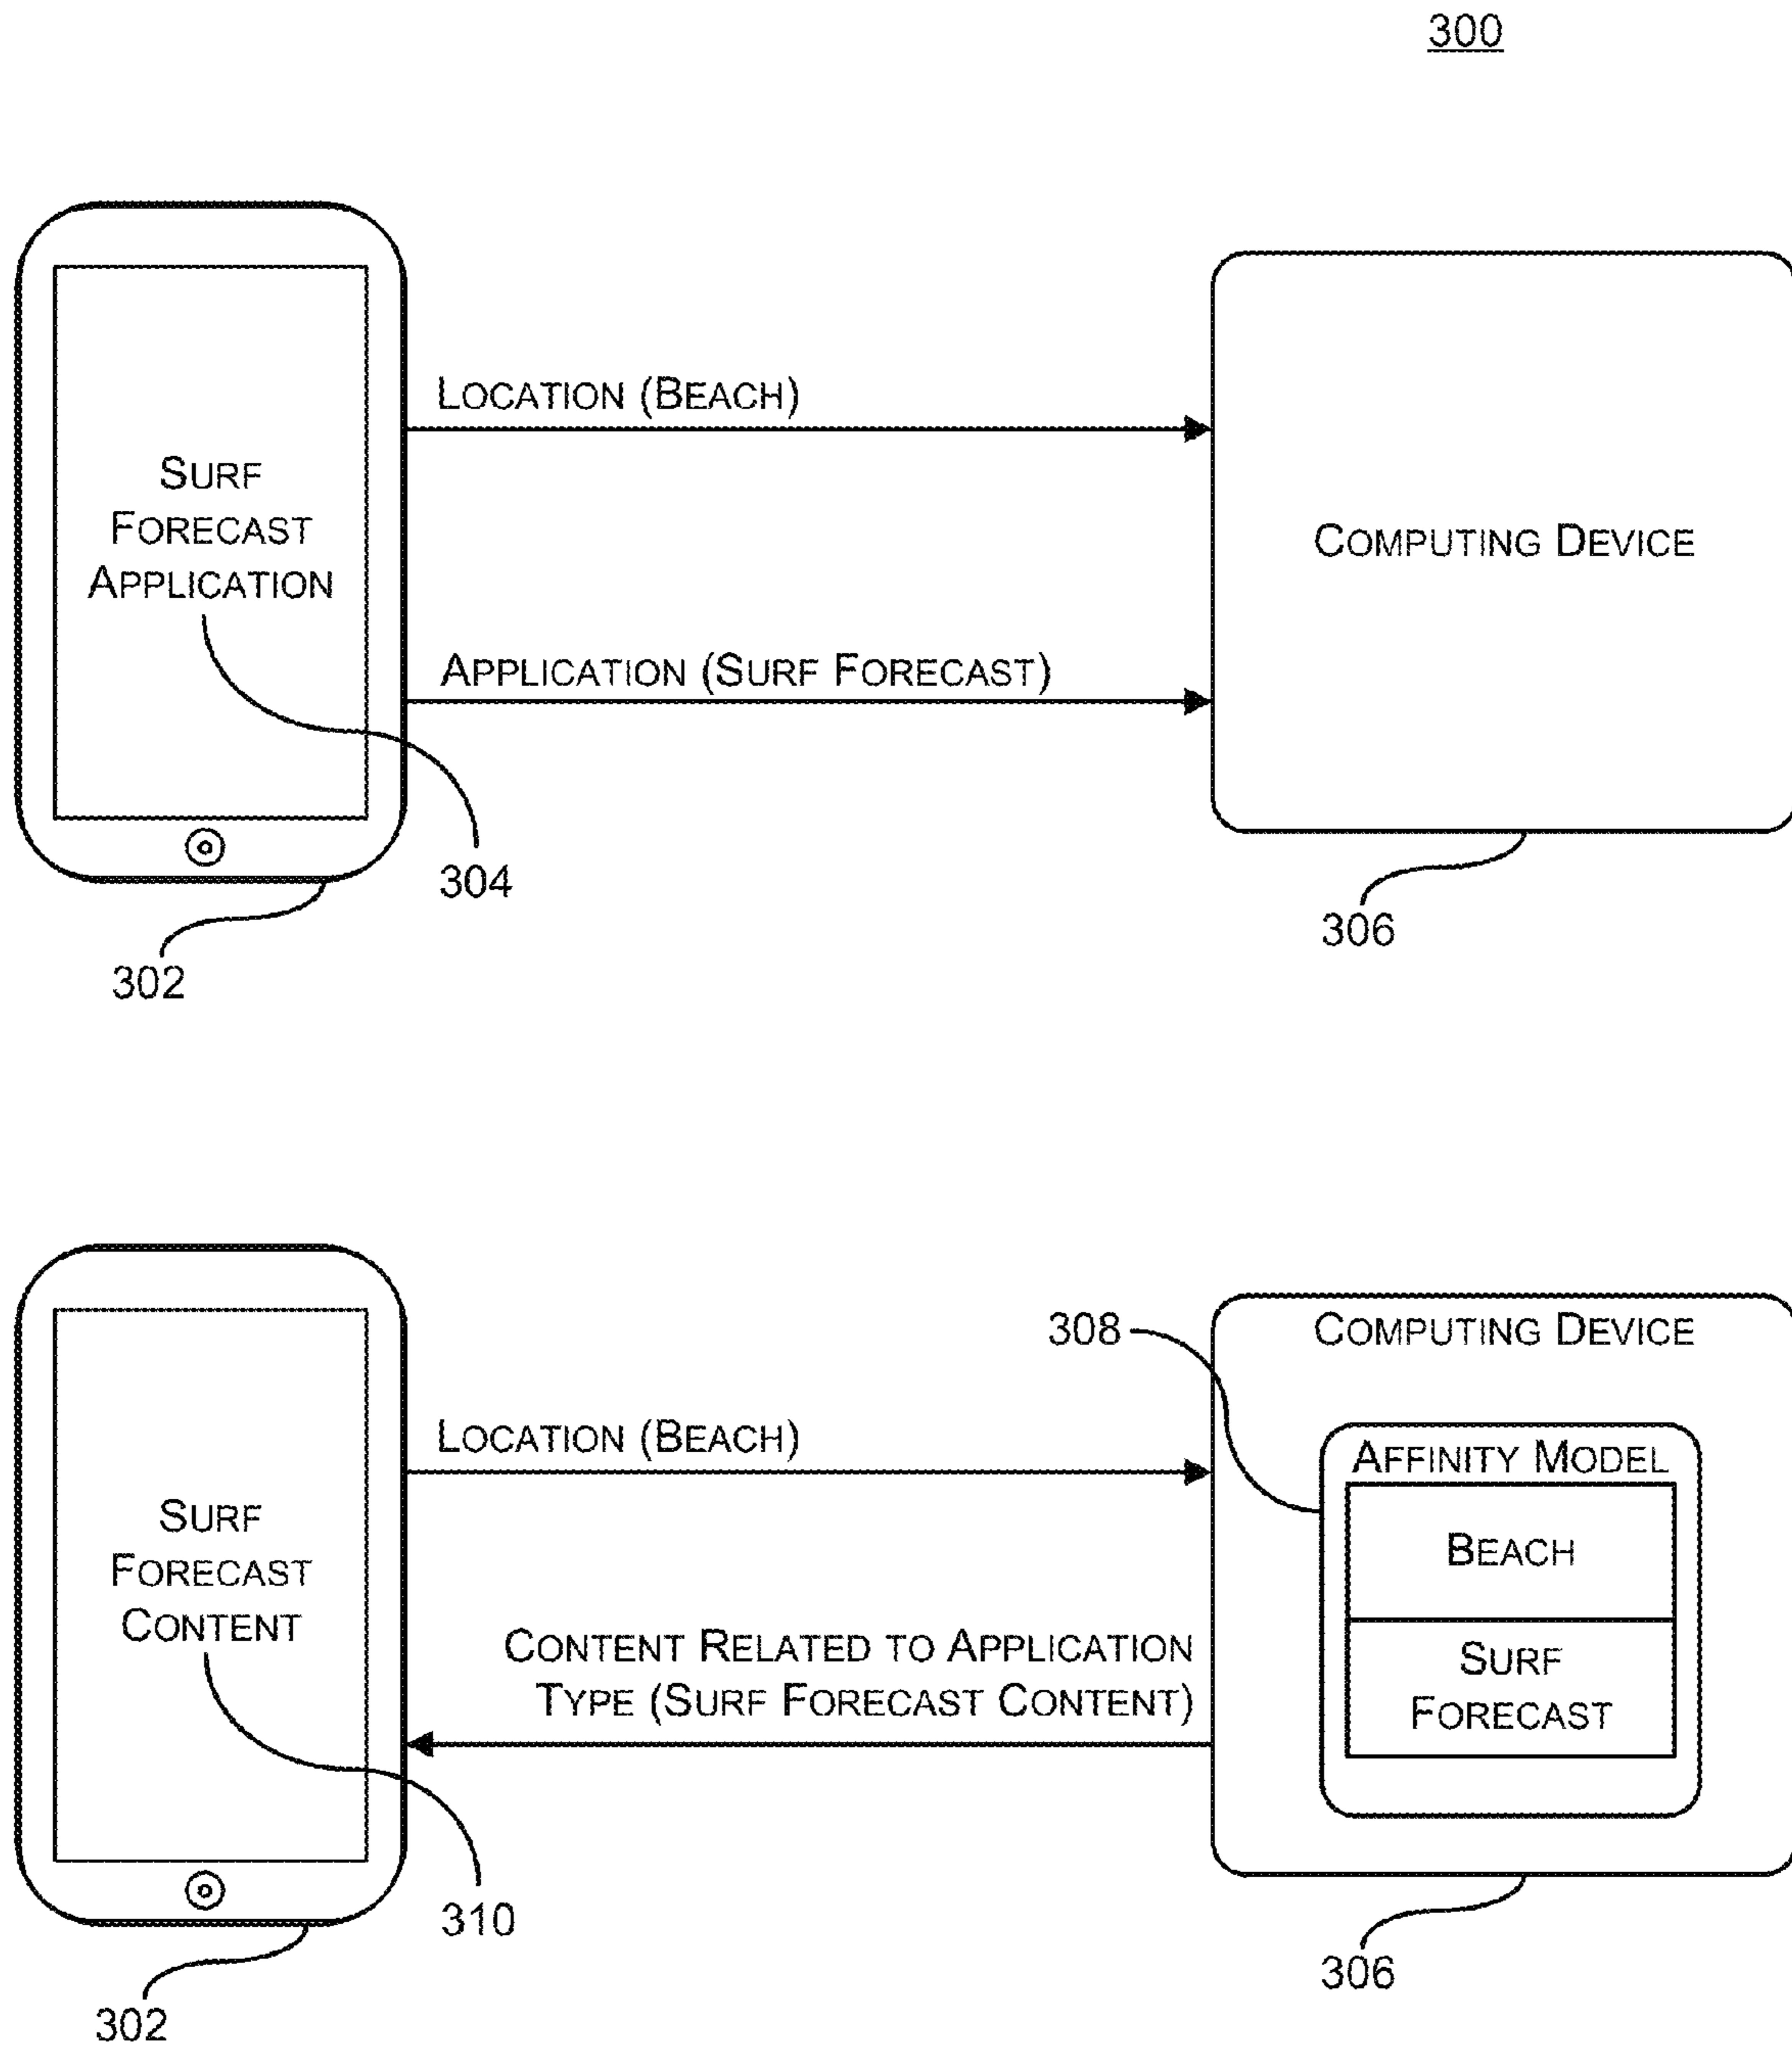 300
LOCATION (BEACH)
SURF
FORECAST
APPLICATION
COMPUTING DEVICE
APPLICATION (SURF FORECAST)
304
306
302
COMPUTING DEVICE
308
LOCATION (BEACH)
AFFINITY MODEL
BEACH
SURF
FORECAST
CONTENT
CONTENT RELATED TO APPLICATION
TYPE (SURF FORECAST CONTENT)
SURF
FORECAST
310
306
302